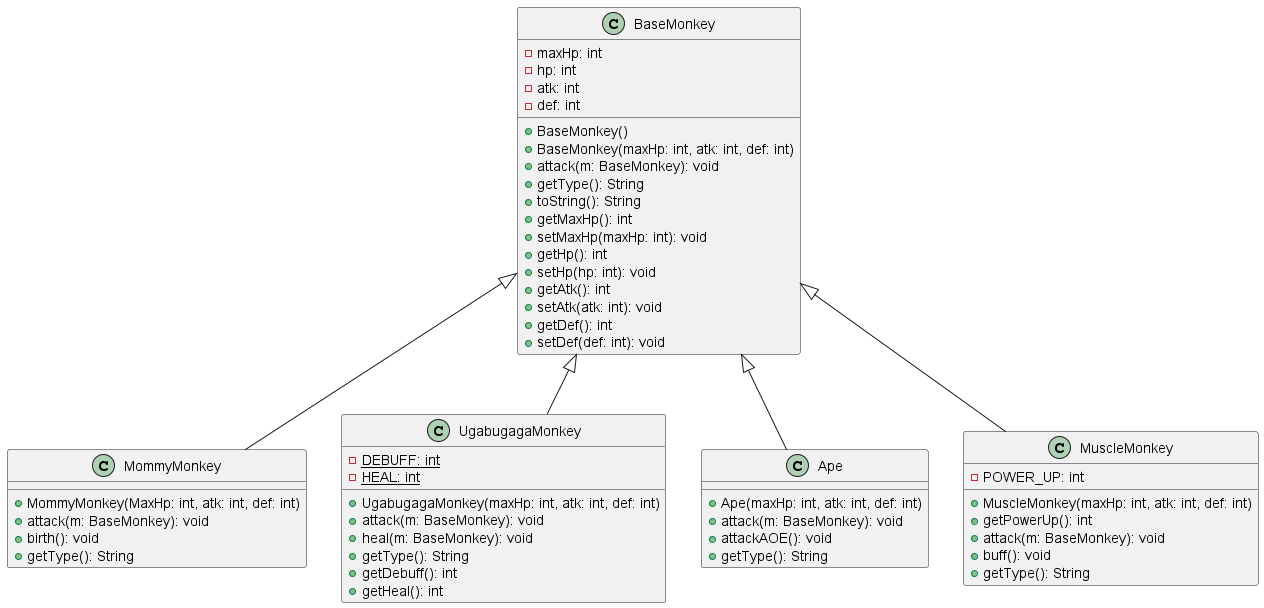 C BaseMonkey
maxHp: int
hp: int
atk: int
def: int
BaseMonkey()
BaseMonkey(maxHp: int, atk: int, def: int)
attack(m: BaseMonkey): void
getType(): String
toString(): String
getMaxHp(): int
setMaxHp(maxHp: int): void
getHp(): int
setHp(hp: int): void
getAtk(): int
setAtk(atk: int): void
getDef(): int
setDef(def: int): void
C MommyMonkey
MommyMonkey(MaxHp: int, atk: int, def: int)
attack(m: BaseMonkey): void
birth(): void
getType(): String
C UgabugagaMonkey
DEBUFF: int
HEAL: int
UgabugagaMonkey(maxHp: int, atk: int, def: int)
attack(m: BaseMonkey): void
heal(m: BaseMonkey): void
getType(): String
getDebuff(): int
getHeal(): int
C Ape
Ape(maxHp: int, atk: int, def: int)
attack(m: BaseMonkey): void
attackAOE(): void
getType(): String
C MuscleMonkey
POWER_UP: int
MuscleMonkey(maxHp: int, atk: int, def: int)
getPowerUp(): int
attack(m: BaseMonkey): void
buff(): void
getType(): String